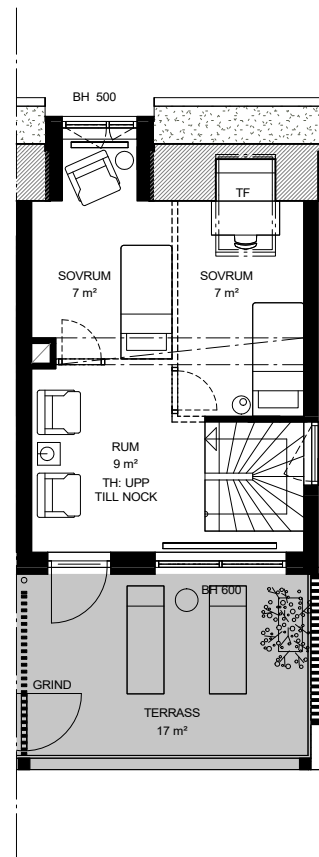 BH 500
TF
SOVRUM
7 m²
SOVRUM
7 m²
RUM
9 m²
TH: UPP
TILL NOCK
BH 600
GRIND
TERRASS
17 m²